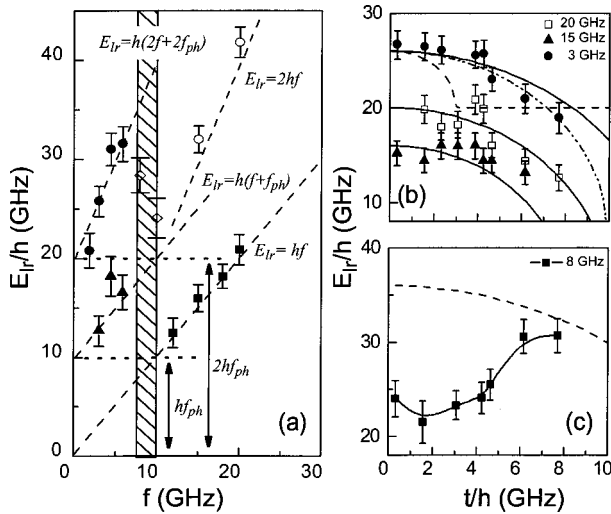 E_lr/h (GHz)
40
30
20
10
0
E_lr=h(2f+2f_ph)
E_lr=2hf
E_lr=h(f+f_ph)
E_lr=hf
hf_ph
2hf_ph
(a)
0 10 20 30
f (GHz)
E_lr/h (GHz)
30
20
10
20 GHz
15 GHz
3 GHz
(b)
40
30
20
8 GHz
(c)
0 2 4 6 8 10
t/h (GHz)